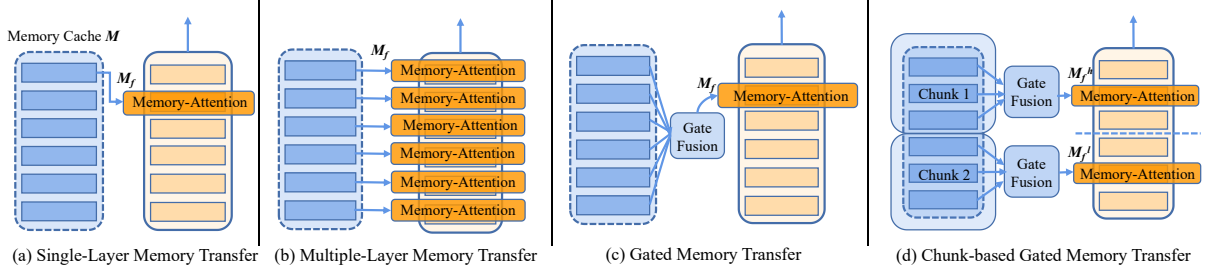 Memory Cache M
M_f
Memory-Attention
(a) Single-Layer Memory Transfer
M_f
Memory-Attention
Memory-Attention
Memory-Attention
Memory-Attention
Memory-Attention
Memory-Attention
(b) Multiple-Layer Memory Transfer
M_f
Memory-Attention
Gate
Fusion
(c) Gated Memory Transfer
Chunk 1
Gate
Fusion
M_f^h
Memory-Attention
Chunk 2
Gate
Fusion
M_f^l
Memory-Attention
(d) Chunk-based Gated Memory Transfer